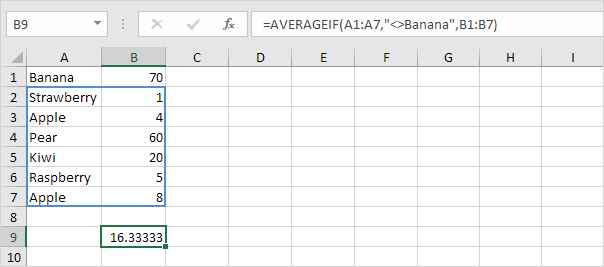 B9 fx =AVERAGEIF(A1:A7,"<>Banana",B1:B7)
A B C D E F G H I
1 Banana 70
2 Strawberry 1
3 Apple 4
4 Pear 60
5 Kiwi 20
6 Raspberry 5
7 Apple 8
8
9 16.33333
10